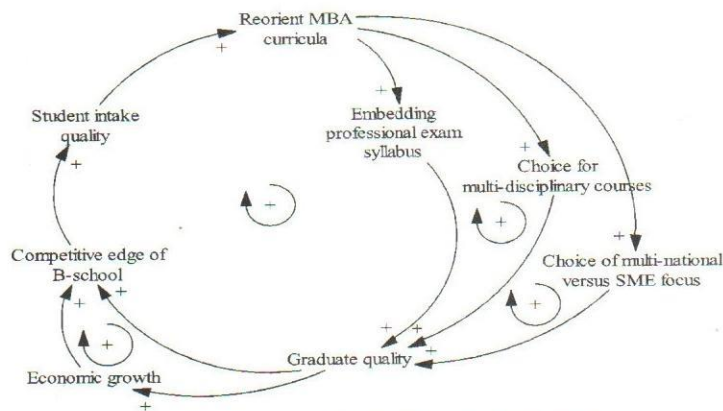 Reorient MBA
curricula
+
+
Student intake
quality
+
Embedding
professional exam
syllabus
+
Choice for
multi-disciplinary courses
+
+
+
Competitive edge of
B-school
Choice of multi-national
versus SME focus
+
+
+
+
+
+
+
Graduate quality
+
Economic growth
+